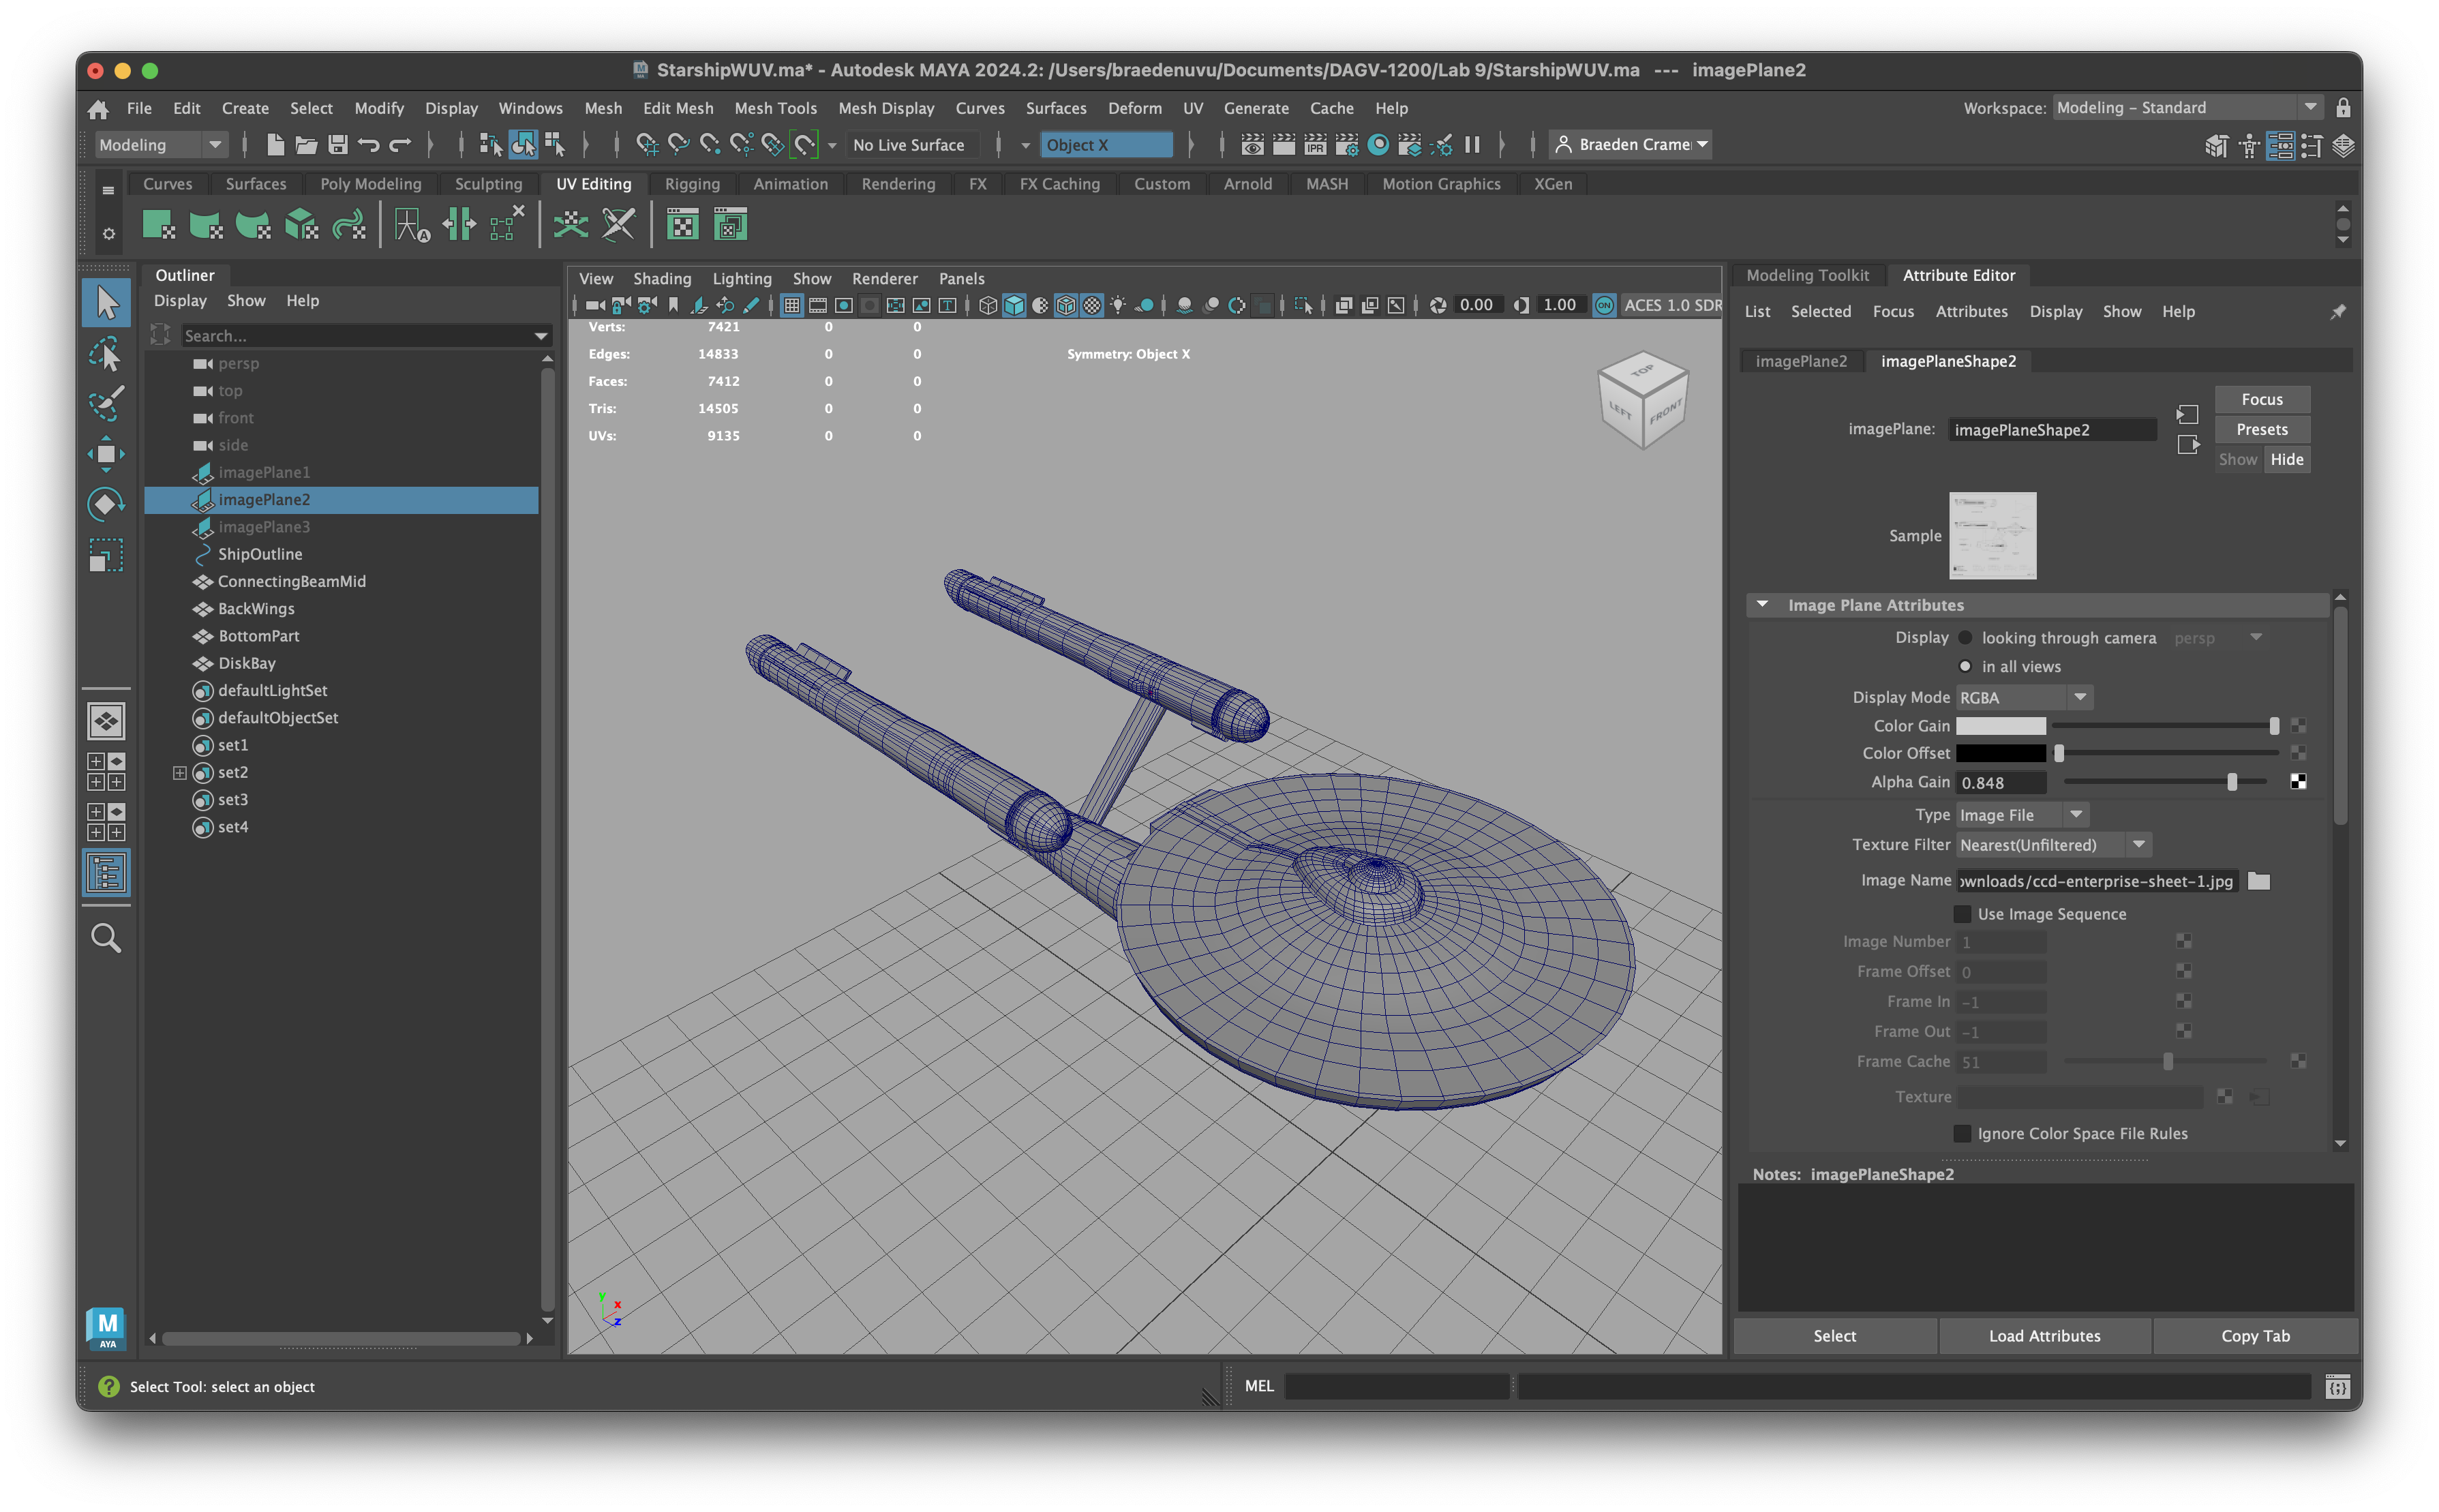 StarshipWUV.ma* - Autodesk MAYA 2024.2: /Users/braedenuvu/Documents/DAGV-1200/Lab 9/StarshipWUV.ma --- imagePlane2
File Edit Create Select Modify Display Windows Mesh Edit Mesh Mesh Tools Mesh Display Curves Surfaces Deform UV Generate Cache Help
Workspace: Modeling - Standard
Modeling
No Live Surface
Object X
IPR
Braeden Crame
Curves Surfaces Poly Modeling Sculpting UV Editing Rigging Animation Rendering FX FX Caching Custom Arnold MASH Motion Graphics XGen
Outliner
Display Show Help
Search...
persp
top
front
side
imagePlane1
imagePlane2
imagePlane3
ShipOutline
ConnectingBeamMid
BackWings
BottomPart
DiskBay
defaultLightSet
defaultObjectSet
set1
set2
set3
set4
View Shading Lighting Show Renderer Panels
0.00
1.00
ON
ACES 1.0 SDR
Verts: 7421 0 0
Edges: 14833 0 0
Faces: 7412 0 0
Tris: 14505 0 0
UVs: 9135 0 0
Symmetry: Object X
TOP
LEFT
FRONT
y
x
z
Modeling Toolkit Attribute Editor
List Selected Focus Attributes Display Show Help
imagePlane2 imagePlaneShape2
Focus
imagePlane: imagePlaneShape2
Presets
Show Hide
Sample
Image Plane Attributes
Display looking through camera persp
in all views
Display Mode RGBA
Color Gain
Color Offset
Alpha Gain 0.848
Type Image File
Texture Filter Nearest(Unfiltered)
Image Name ownloads/ccd-enterprise-sheet-1.jpg
Use Image Sequence
Image Number 1
Frame Offset 0
Frame In -1
Frame Out -1
Frame Cache 51
Texture
Ignore Color Space File Rules
Notes: imagePlaneShape2
Select Load Attributes Copy Tab
M
AYA
Select Tool: select an object
MEL